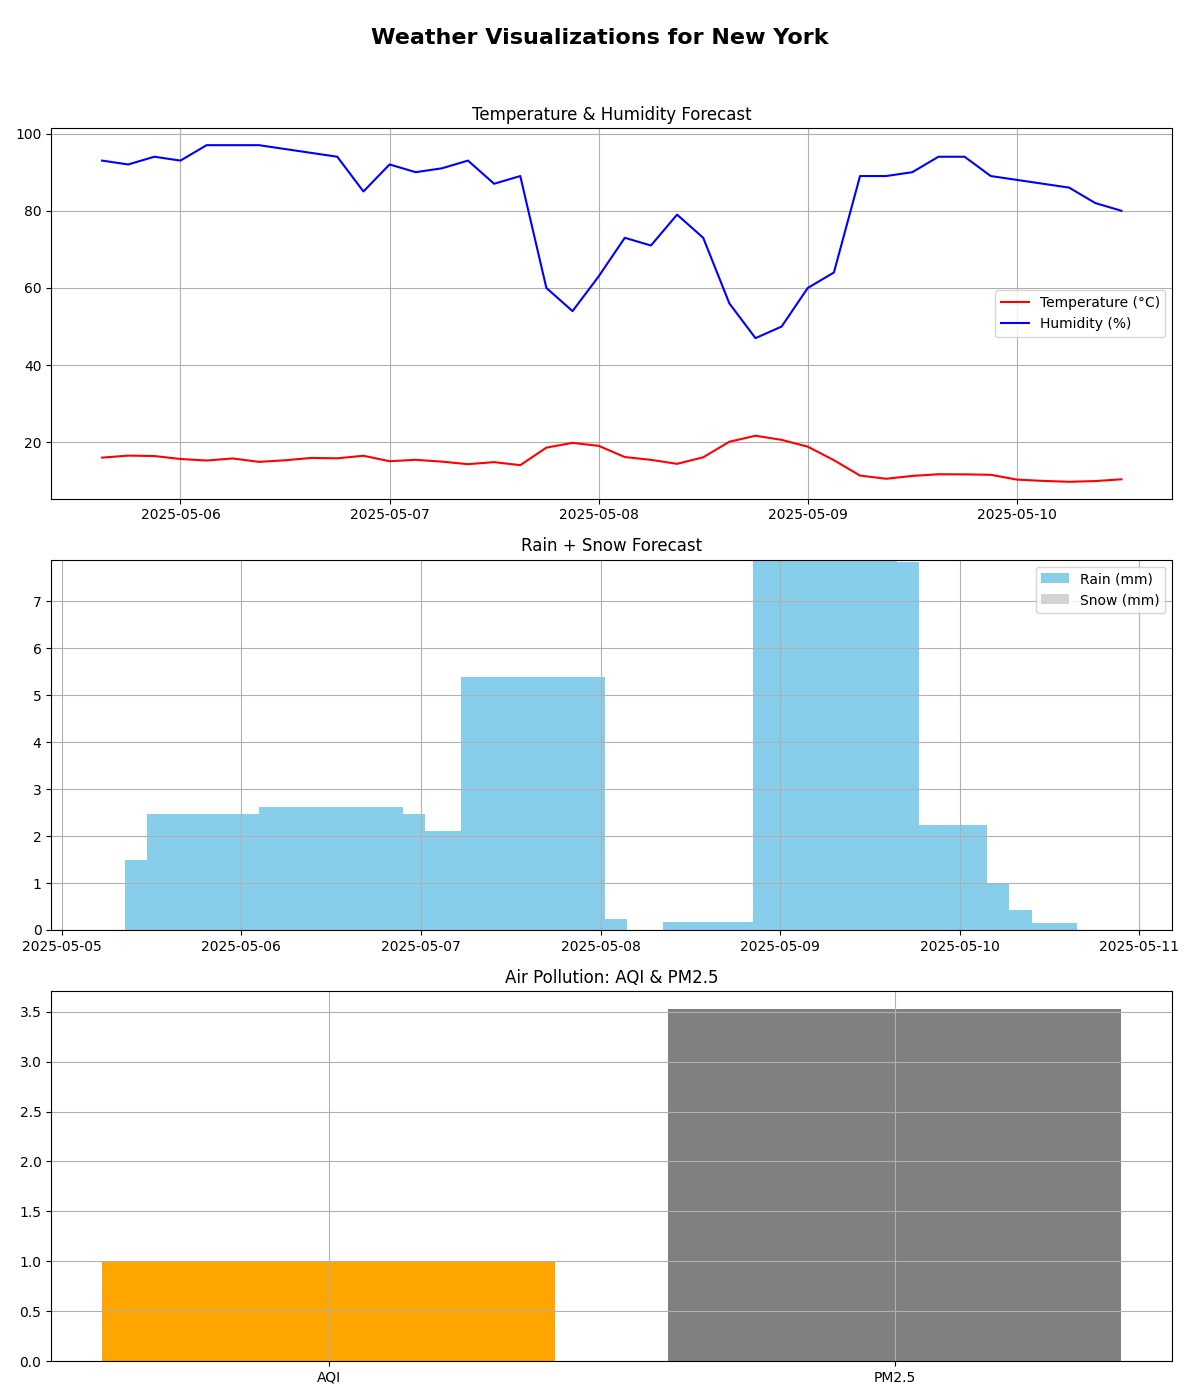 Weather Visualizations for New York
Temperature & Humidity Forecast
100
80
60
40
20
Temperature (°C)
Humidity (%)
2025-05-06 2025-05-07 2025-05-08 2025-05-09 2025-05-10
Rain + Snow Forecast
7
6
5
4
3
2
1
0
Rain (mm)
Snow (mm)
2025-05-05 2025-05-06 2025-05-07 2025-05-08 2025-05-09 2025-05-10 2025-05-11
Air Pollution: AQI & PM2.5
3.5
3.0
2.5
2.0
1.5
1.0
0.5
0.0
AQI PM2.5